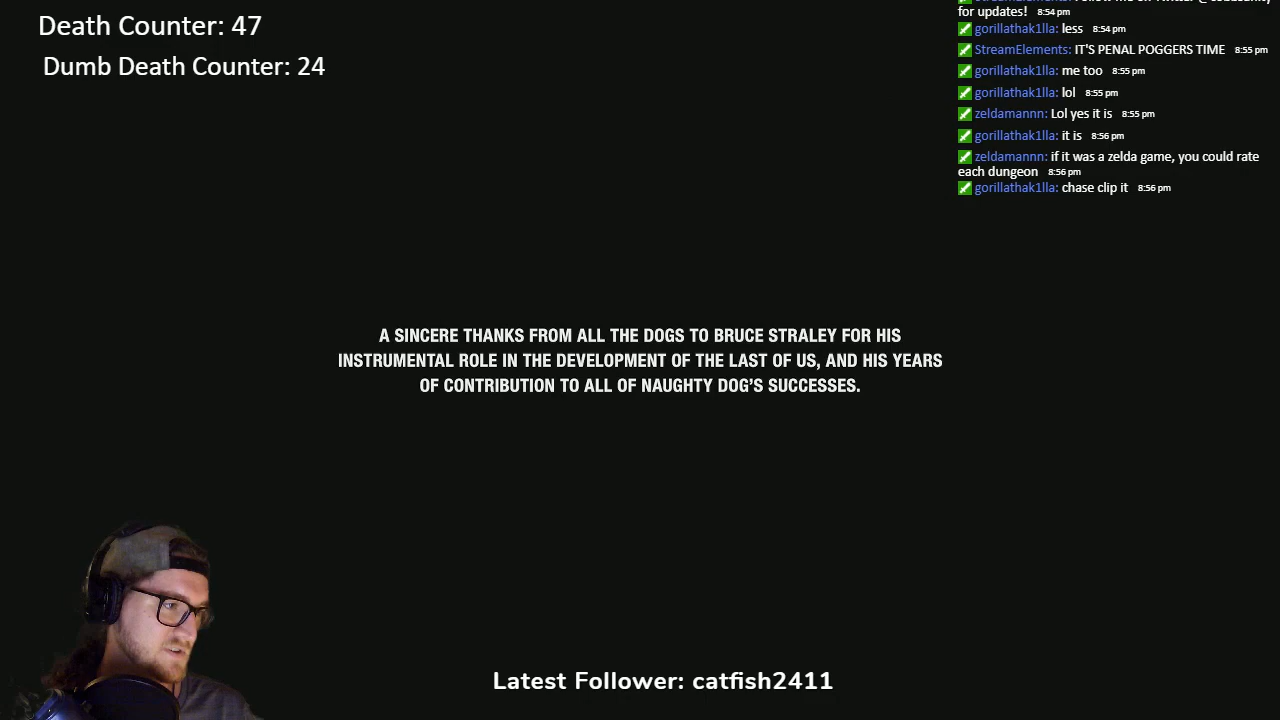 Death Counter: 47
Dumb Death Counter: 24
for updates! 8:54 pm
gorillathak1lla: less 8:54 pm
StreamElements: IT'S PENAL POGGERS TIME 8:55 pm
gorillathak1lla: me too 8:55 pm
gorillathak1lla: lol 8:55 pm
zeldamannn: Lol yes it is 8:55 pm
gorillathak1lla: it is 8:56 pm
zeldamannn: if it was a zelda game, you could rate
each dungeon 8:56 pm
gorillathak1lla: chase clip it 8:56 pm
A SINCERE THANKS FROM ALL THE DOGS TO BRUCE STRALEY FOR HIS
INSTRUMENTAL ROLE IN THE DEVELOPMENT OF THE LAST OF US, AND HIS YEARS
OF CONTRIBUTION TO ALL OF NAUGHTY DOG'S SUCCESSES.
Latest Follower: catfish2411